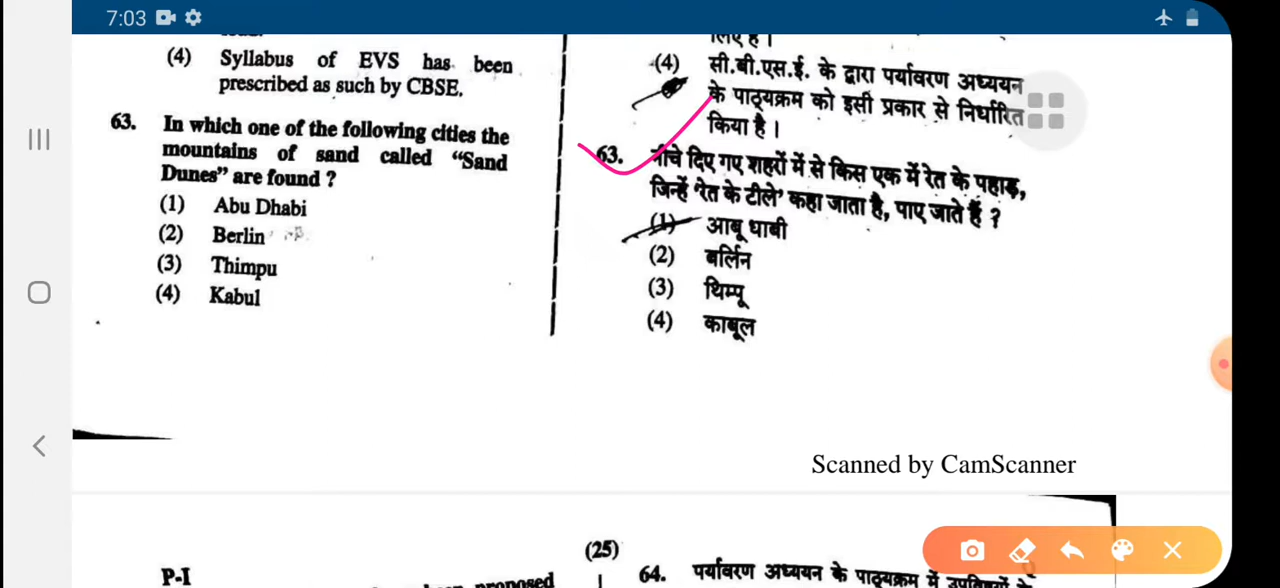 7:03
(4) Syllabus of EVS has been
prescribed as such by CBSE.
63. In which one of the following cities the
mountains of sand called “Sand
Dunes” are found ?
(1) Abu Dhabi
(2) Berlin
(3) Thimpu
(4) Kabul
लिए हैं ।
(4) सी.बी.एस.ई. के द्वारा पर्यावरण अध्ययन
के पाठ्यक्रम को इसी प्रकार से निर्धारित
किया है ।
63. नीचे दिए गए शहरों में से किस एक में रेत के पहाड़,
जिन्हें ‘रेत के टीले’ कहा जाता है, पाए जाते हैं ?
(1) आबू धाबी
(2) बर्लिन
(3) थिम्पू
(4) काबूल
Scanned by CamScanner
P-I
(25)
proposed
64. पर्यावरण अध्ययन के पाठ्यक्रम में